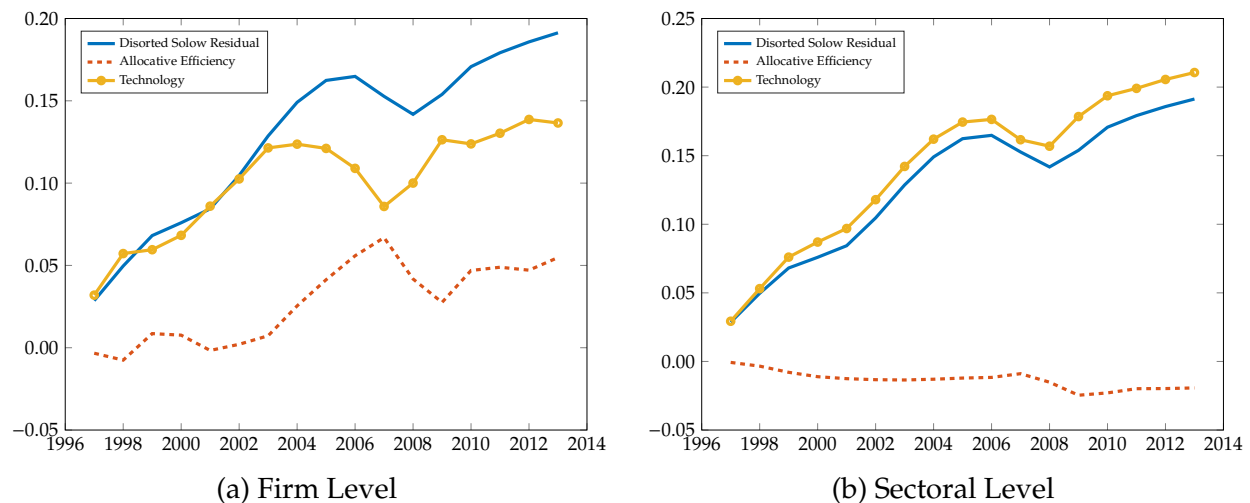 0.20
0.15
0.10
0.05
0.00
−0.05
1996 1998 2000 2002 2004 2006 2008 2010 2012 2014
Disorted Solow Residual
Allocative Efficiency
Technology
(a) Firm Level
0.25
0.20
0.15
0.10
0.05
0.00
−0.05
1996 1998 2000 2002 2004 2006 2008 2010 2012 2014
Disorted Solow Residual
Allocative Efficiency
Technology
(b) Sectoral Level